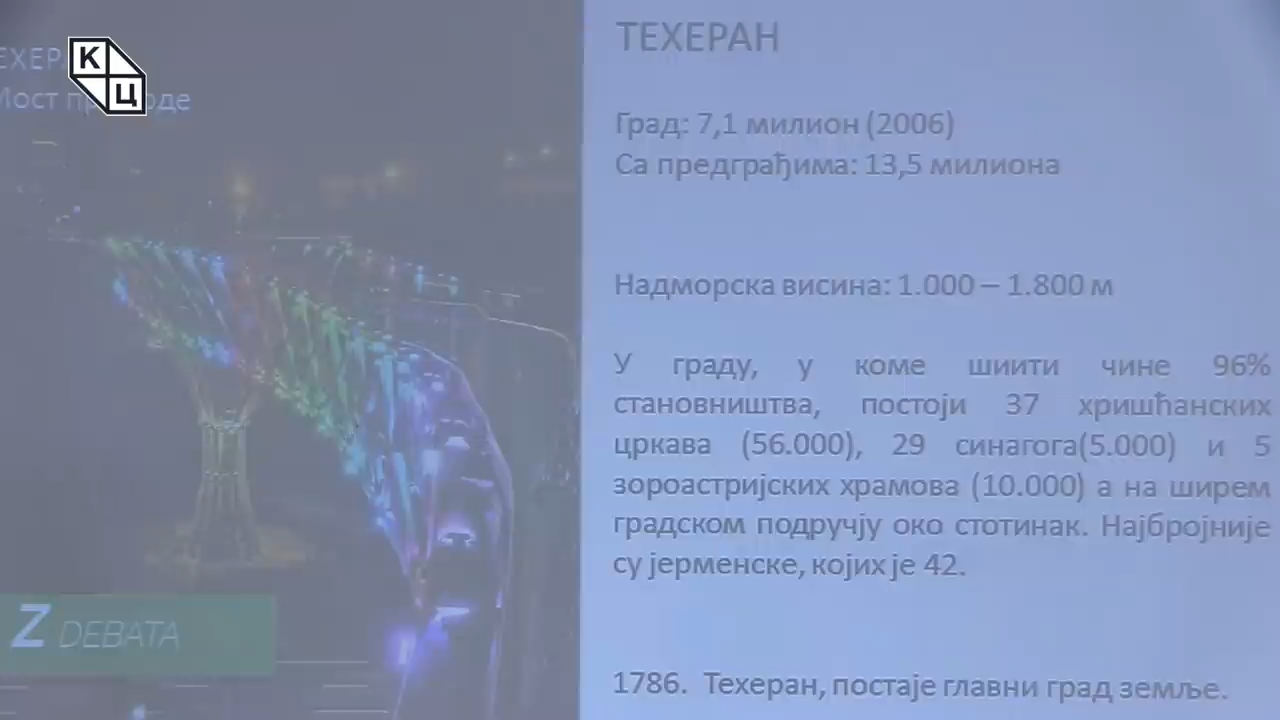 К
Ц
ТЕХЕРАН
Град: 7,1 милион (2006)
Са предграђима: 13,5 милиона
Надморска висина: 1.000 – 1.800 м
У граду, у коме шиити чине 96%
становништва, постоји 37 хришћанских
цркава (56.000), 29 синагога(5.000) и 5
зороастријских храмова (10.000) а на ширем
градском подручју око стотинак. Најбројније
су јерменске, којих је 42.
1786. Техеран, постаје главни град земље.
Z DEBATA